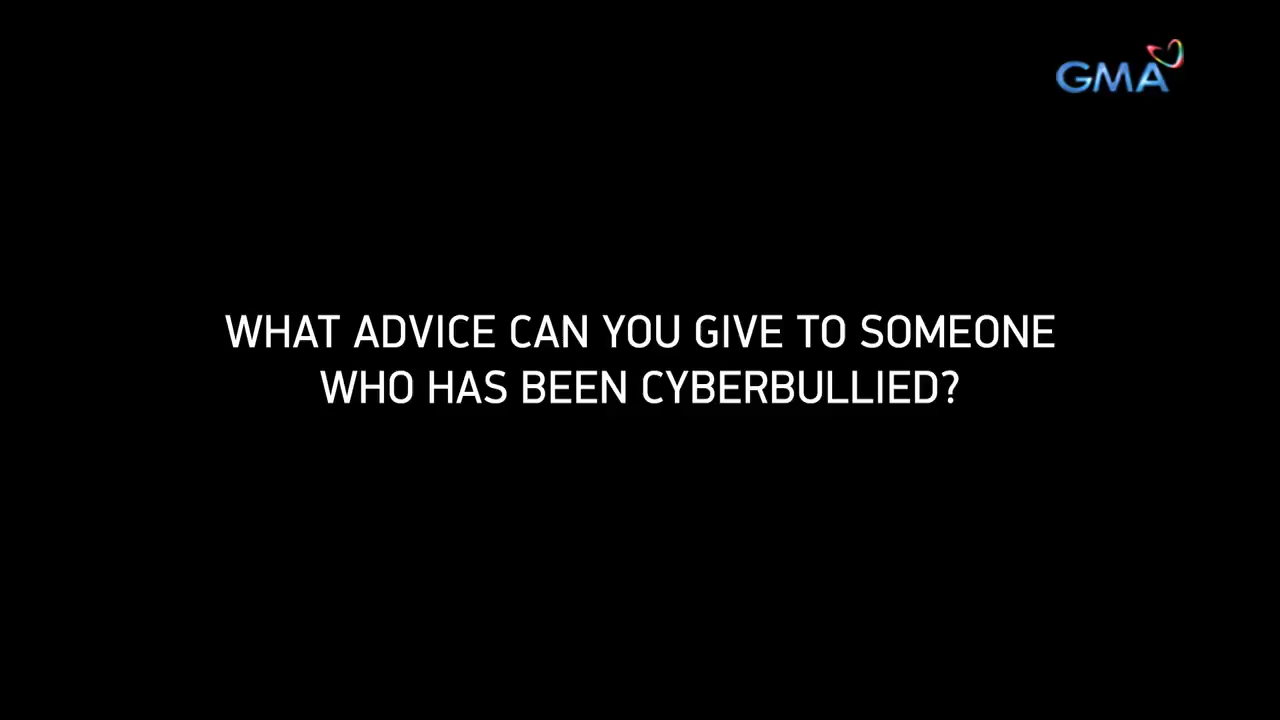 GMA
WHAT ADVICE CAN YOU GIVE TO SOMEONE
WHO HAS BEEN CYBERBULLIED?